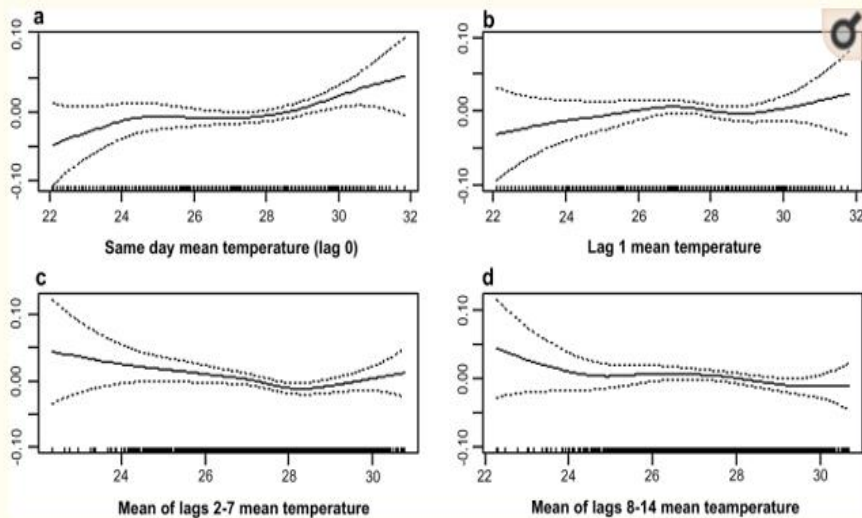 a
0.10
0.00
-0.10
22 24 26 28 30 32
Same day mean temperature (lag 0)
b
0.10
0.00
-0.10
22 24 26 28 30 32
Lag 1 mean temperature
c
0.10
0.00
-0.10
24 26 28 30
Mean of lags 2-7 mean temperature
d
0.10
0.00
-0.10
22 24 26 28 30
Mean of lags 8-14 mean teamperature